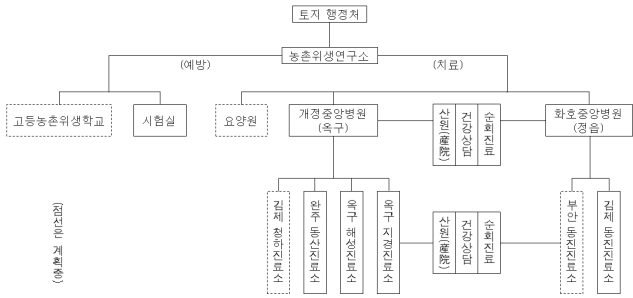 토지 행정처
농촌위생연구소
(예방)
(치료)
고등농촌위생학교
시험실
요양원
개정중앙병원
(옥구)
산원(産院)
건강상담
순회진료
화호중앙병원
(정읍)
(점선은 계획중)
김제 청하진료소
완주 동산진료소
옥구 해성진료소
옥구 지경진료소
산원(産院)
건강상담
순회진료
부안 동진진료소
김제 동진진료소